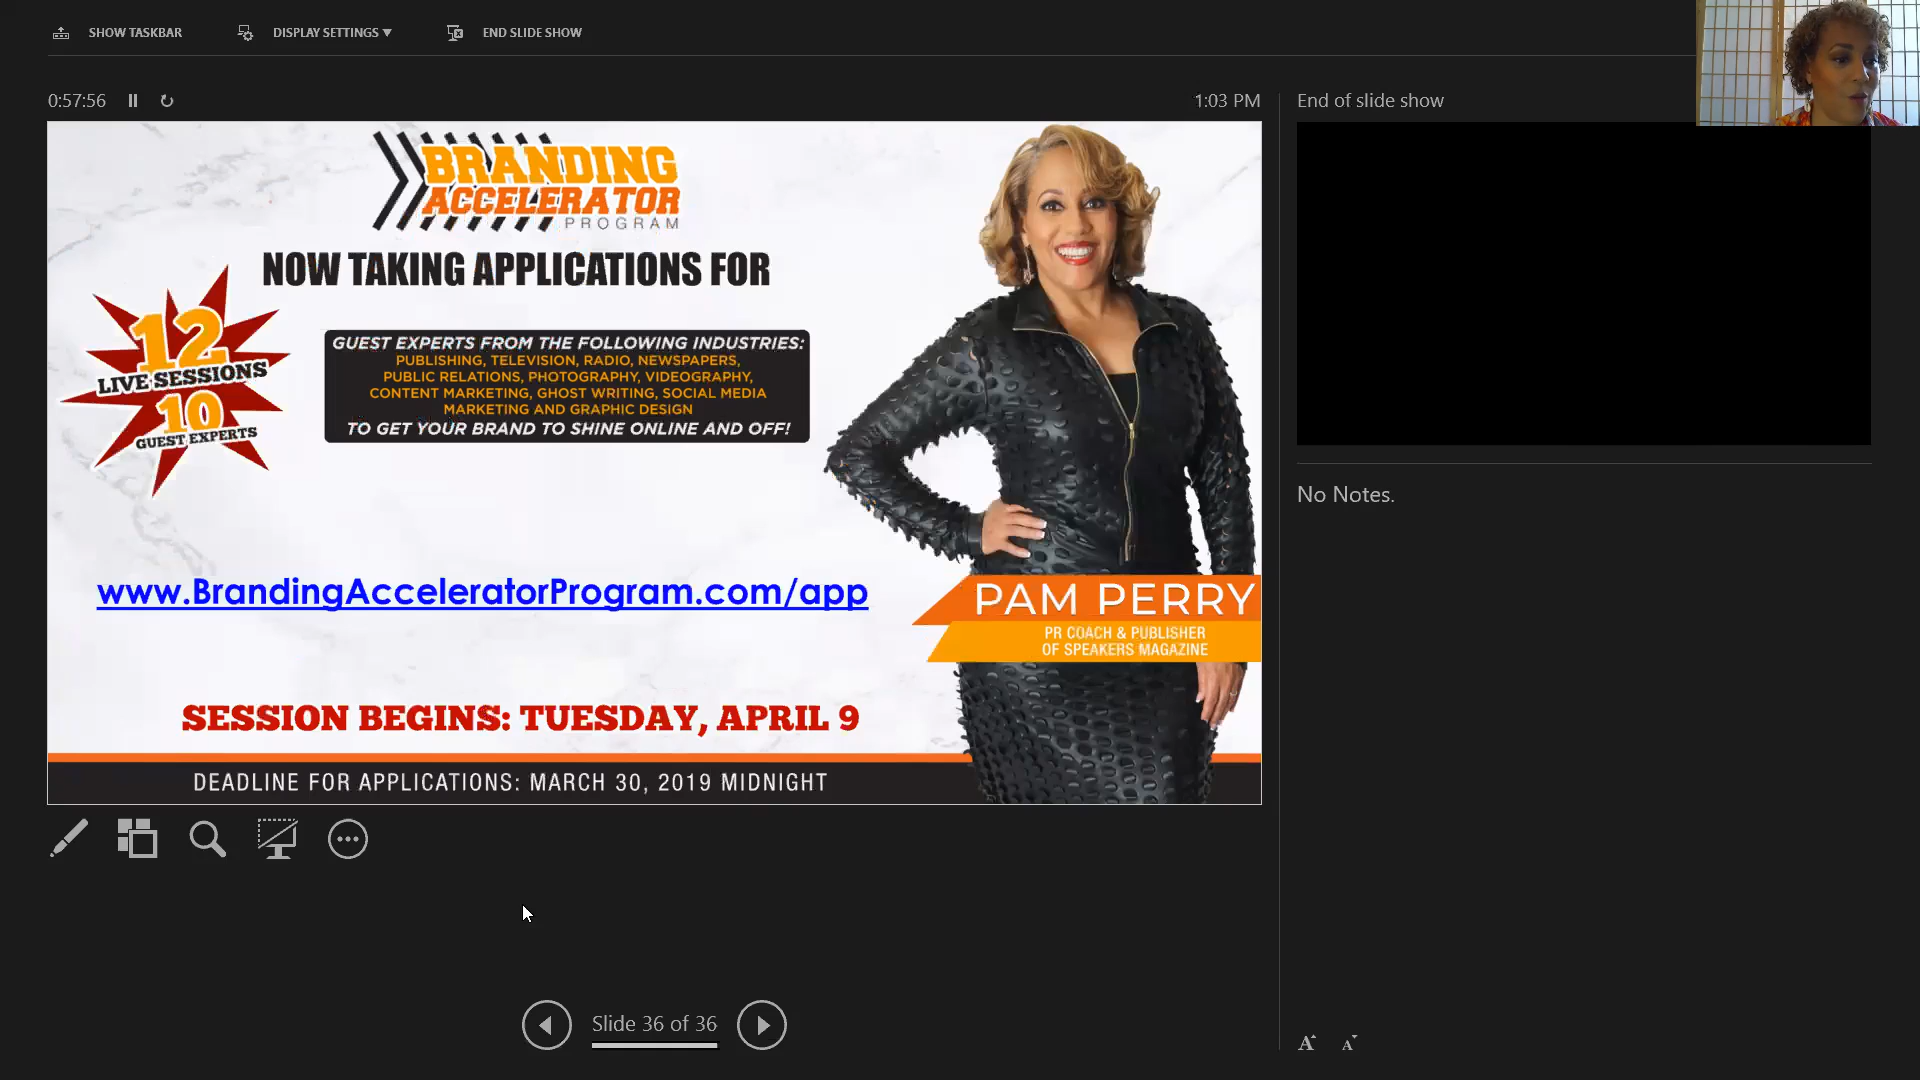 SHOW TASKBAR
DISPLAY SETTINGS
END SLIDE SHOW
0:57:56
1:03 PM
End of slide show
BRANDING
ACCELERATOR
PROGRAM
NOW TAKING APPLICATIONS FOR
12
LIVE SESSIONS
10
GUEST EXPERTS
GUEST EXPERTS FROM THE FOLLOWING INDUSTRIES:
PUBLISHING, TELEVISION, RADIO, NEWSPAPERS,
PUBLIC RELATIONS, PHOTOGRAPHY, VIDEOGRAPHY,
CONTENT MARKETING, GHOST WRITING, SOCIAL MEDIA
MARKETING AND GRAPHIC DESIGN
TO GET YOUR BRAND TO SHINE ONLINE AND OFF!
www.BrandingAcceleratorProgram.com/app
PAM PERRY
PR COACH & PUBLISHER
OF SPEAKERS MAGAZINE
SESSION BEGINS: TUESDAY, APRIL 9
DEADLINE FOR APPLICATIONS: MARCH 30, 2019 MIDNIGHT
No Notes.
Slide 36 of 36
A A